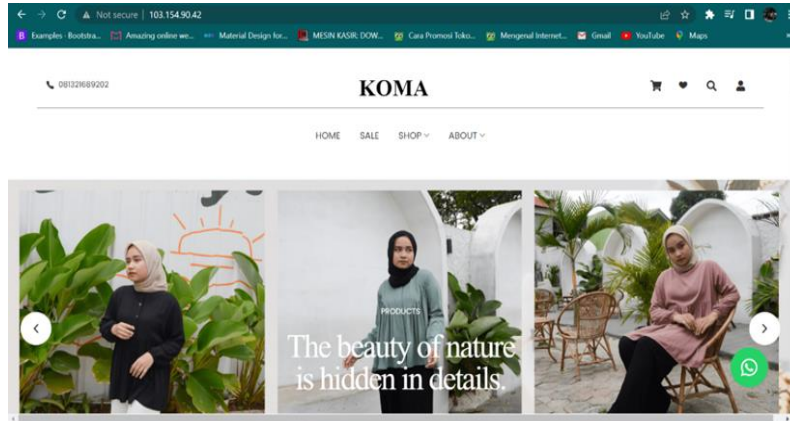 Not secure | 103.154.90.42
Examples · Bootstra... Amazing online we... Material Design for... MESIN KASIR: DOW... Cara Promosi Toko... Mengenal Internet... Gmail YouTube Maps
081321689202
KOMA
HOME SALE SHOP ABOUT
PRODUCTS
The beauty of nature
is hidden in details.